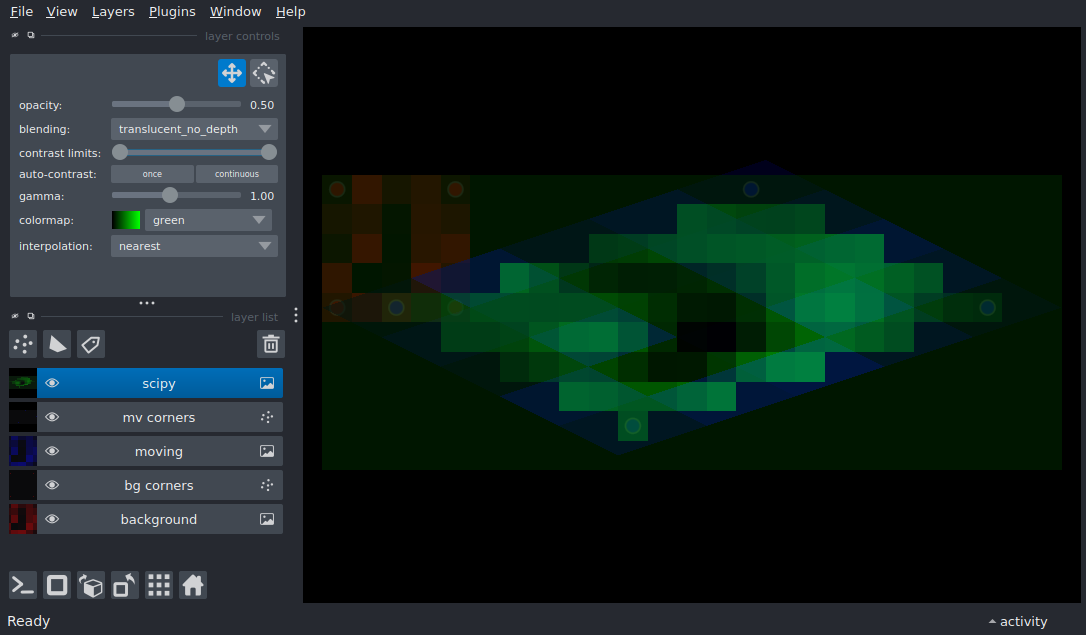 File View Layers Plugins Window Help
layer controls
opacity: 0.50
blending: translucent_no_depth
contrast limits:
auto-contrast: once continuous
gamma: 1.00
colormap: green
interpolation: nearest
layer list
scipy
mv corners
moving
bg corners
background
Ready activity